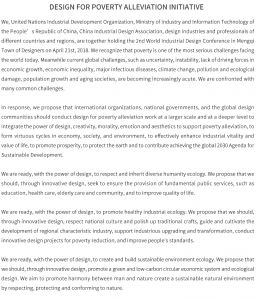 DESIGN FOR POVERTY ALLEVIATION INITIATIVE
We, United Nations Industrial Development Organization, Ministry of Industry and Information Technology of
the People's Republic of China, China Industrial Design Association, design industries and professionals of
different countries and regions, are together holding the 2nd World Industrial Design Conference in Mengqi
Town of Designers on April 21st, 2018. We recognize that poverty is one of the most serious challenges facing
the world today. Meanwhile current global challenges, such as uncertainty, instability, lack of driving forces in
economic growth, economic inequality, major infectious diseases, climate change, pollution and ecological
damage, population growth and aging societies, are becoming increasingly acute. We are confronted with
many common challenges.
In response, we propose that international organizations, national governments, and the global design
communities should conduct design for poverty alleviation work at a larger scale and at a deeper level to
integrate the power of design, creativity, morality, emotion and aesthetics to support poverty alleviation, to
form virtuous cycles in economy, society, and environment, to effectively enhance industrial vitality and
value of life, to promote prosperity, to protect the earth and to contribute achieving the global 2030 Agenda for
Sustainable Development.
We are ready, with the power of design, to respect and inherit diverse humanity ecology. We propose that we
should, through innovative design, seek to ensure the provision of fundamental public services, such as
education, health care, elderly care and community, and to improve quality of life.
We are ready, with the power of design, to promote healthy industrial ecology. We propose that we should,
through innovative design, respect national culture and polish up traditional crafts, guide and cultivate the
development of regional characteristic industry, support industrious upgrading and transformation, conduct
innovative design projects for poverty reduction, and improve people's standards.
We are ready, with the power of design, to create and build sustainable environment ecology. We propose that
we should, through innovative design, promote a green and low-carbon circular economic system and ecological
design. We aim to promote harmony between man and nature create a sustainable natural environment
by respecting, protecting and conforming to nature.